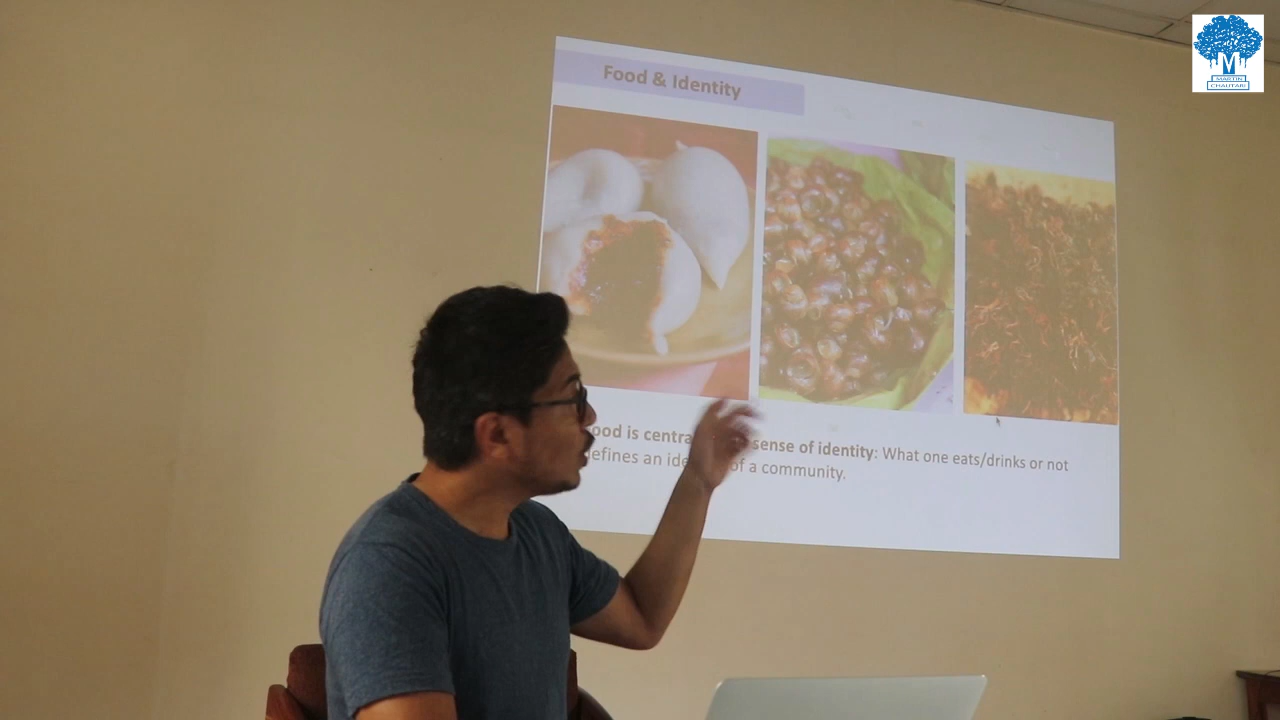 Food & Identity
ood is centra sense of identity: What one eats/drinks or not
efines an ide of a community.
M
MARTIN
CHAUTARI